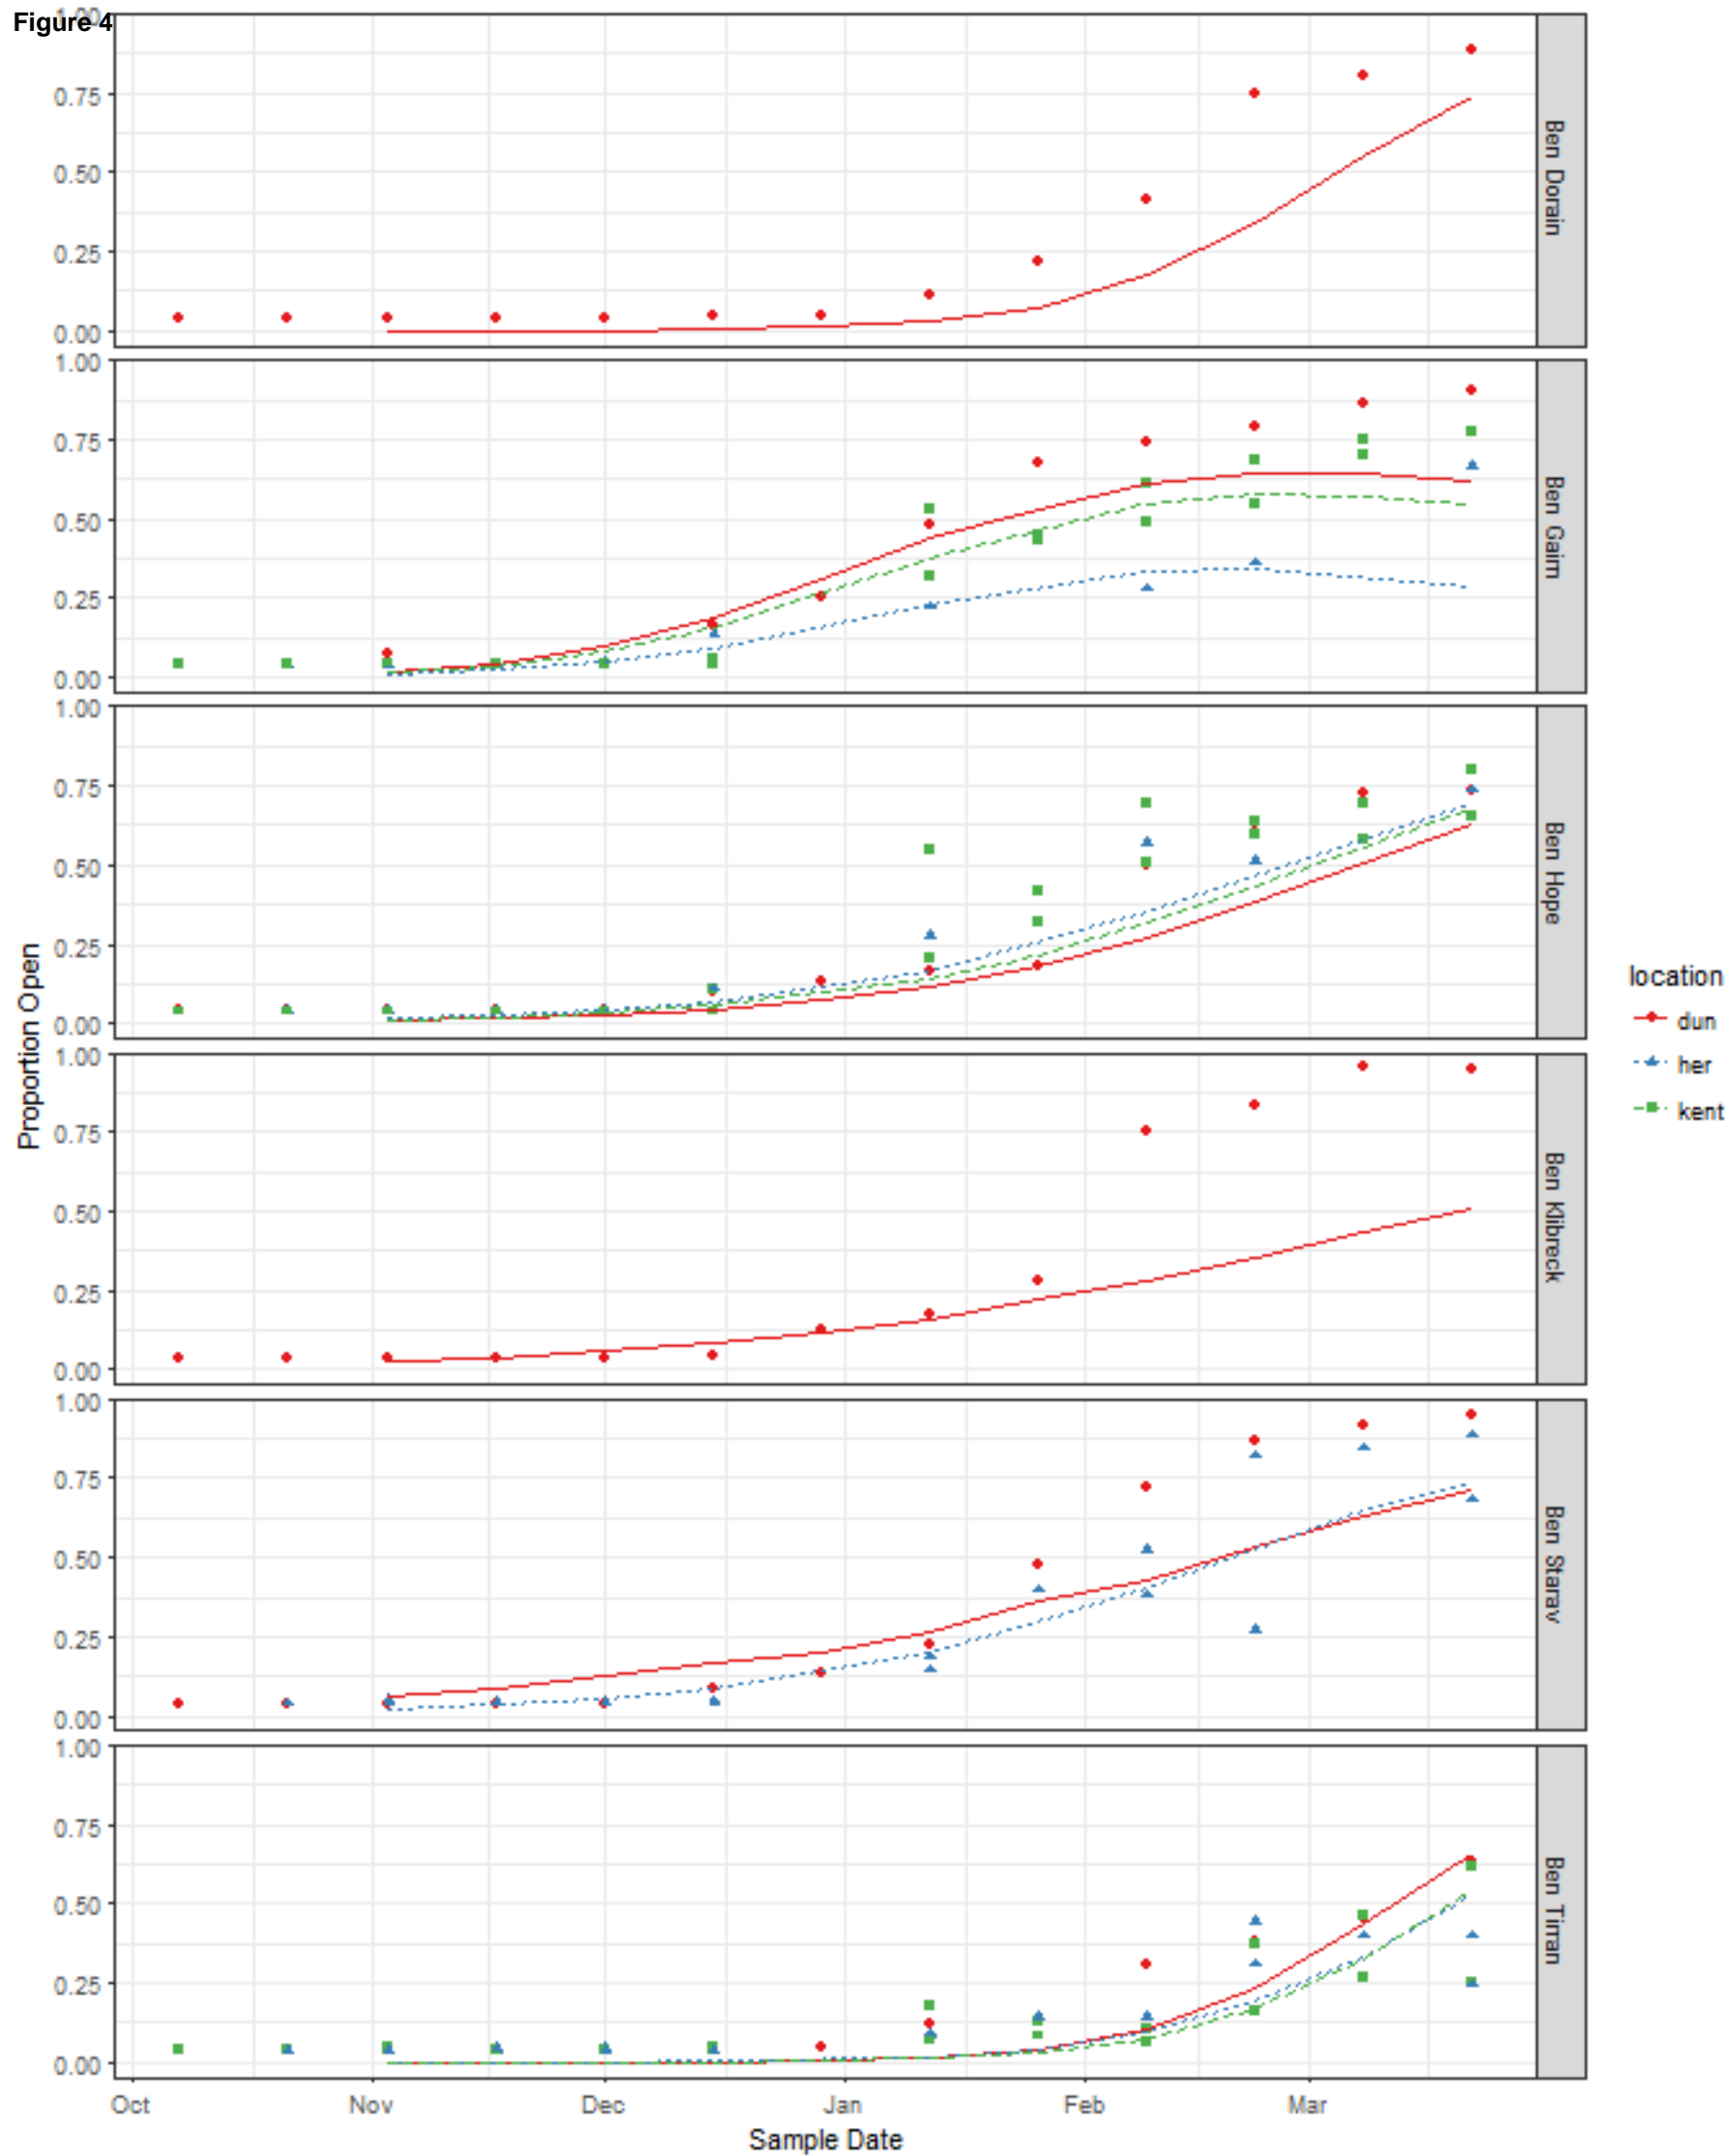 Figure 4
1.00
0.75
0.50
0.25
0.00
Ben Dorain
1.00
0.75
0.50
0.25
0.00
Ben Gairn
1.00
0.75
0.50
0.25
0.00
Ben Hope
Proportion Open
1.00
0.75
0.50
0.25
0.00
Ben Klibreck
1.00
0.75
0.50
0.25
0.00
Ben Starav
1.00
0.75
0.50
0.25
0.00
Ben Tirran
Oct Nov Dec Jan Feb Mar
Sample Date
location
dun
her
kent